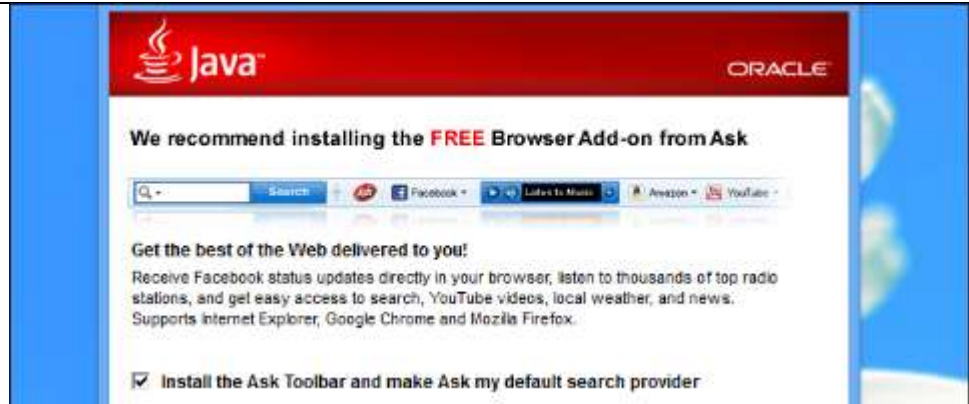 Java™
ORACLE
We recommend installing the FREE Browser Add-on from Ask
Search Ask Facebook Listen to Music Amazon YouTube
Get the best of the Web delivered to you!
Receive Facebook status updates directly in your browser, listen to thousands of top radio
stations, and get easy access to search, YouTube videos, local weather, and news.
Supports Internet Explorer, Google Chrome and Mozilla Firefox.
Install the Ask Toolbar and make Ask my default search provider